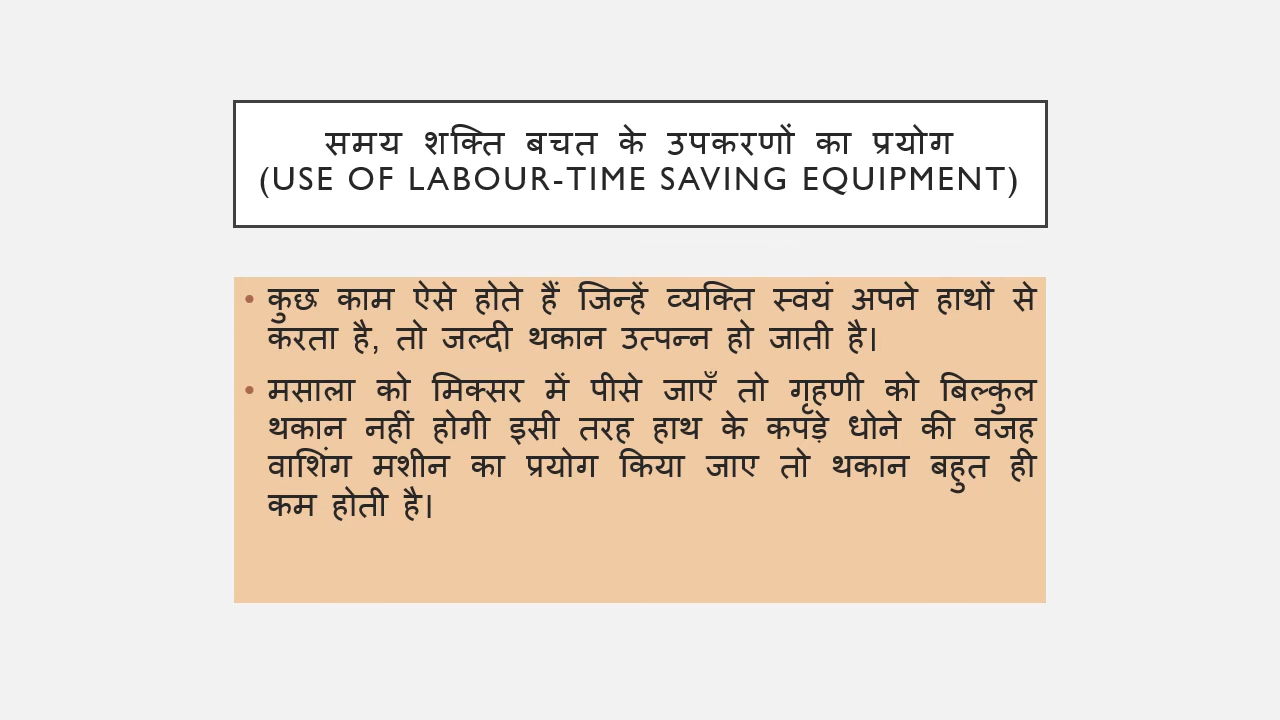 समय शक्ति बचत के उपकरणों का प्रयोग
(USE OF LABOUR-TIME SAVING EQUIPMENT)
• कुछ काम ऐसे होते हैं जिन्हें व्यक्ति स्वयं अपने हाथों से
करता है, तो जल्दी थकान उत्पन्न हो जाती है।
• मसाला को मिक्सर में पीसे जाएँ तो गृहणी को बिल्कुल
थकान नहीं होगी इसी तरह हाथ के कपड़े धोने की वजह
वाशिंग मशीन का प्रयोग किया जाए तो थकान बहुत ही
कम होती है।